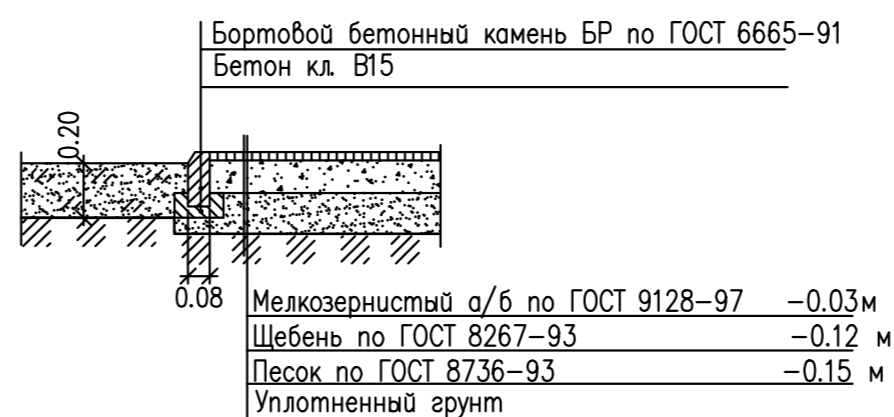 Бортовой бетонный камень БР по ГОСТ 6665-91
Бетон кл. В15
0.20
0.08
Мелкозернистый а/б по ГОСТ 9128-97 -0.03м
Щебень по ГОСТ 8267-93 -0.12 м
Песок по ГОСТ 8736-93 -0.15 м
Уплотненный грунт